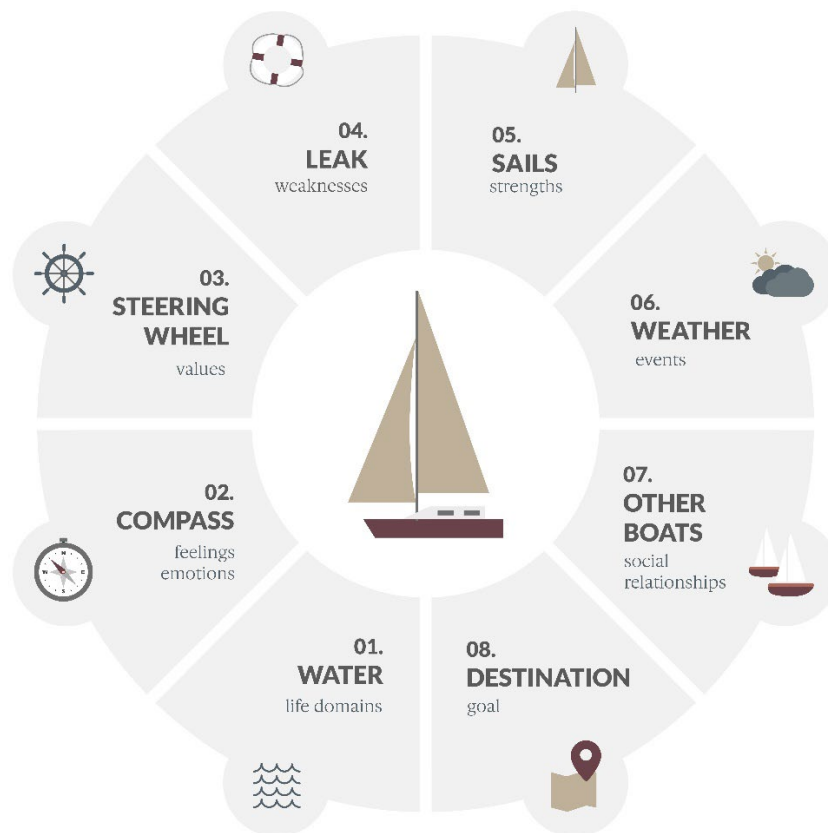 01.
WATER
life domains
02.
COMPASS
feelings
emotions
03.
STEERING
WHEEL
values
04.
LEAK
weaknesses
05.
SAILS
strengths
06.
WEATHER
events
07.
OTHER
BOATS
social
relationships
08.
DESTINATION
goal
N
W E
S